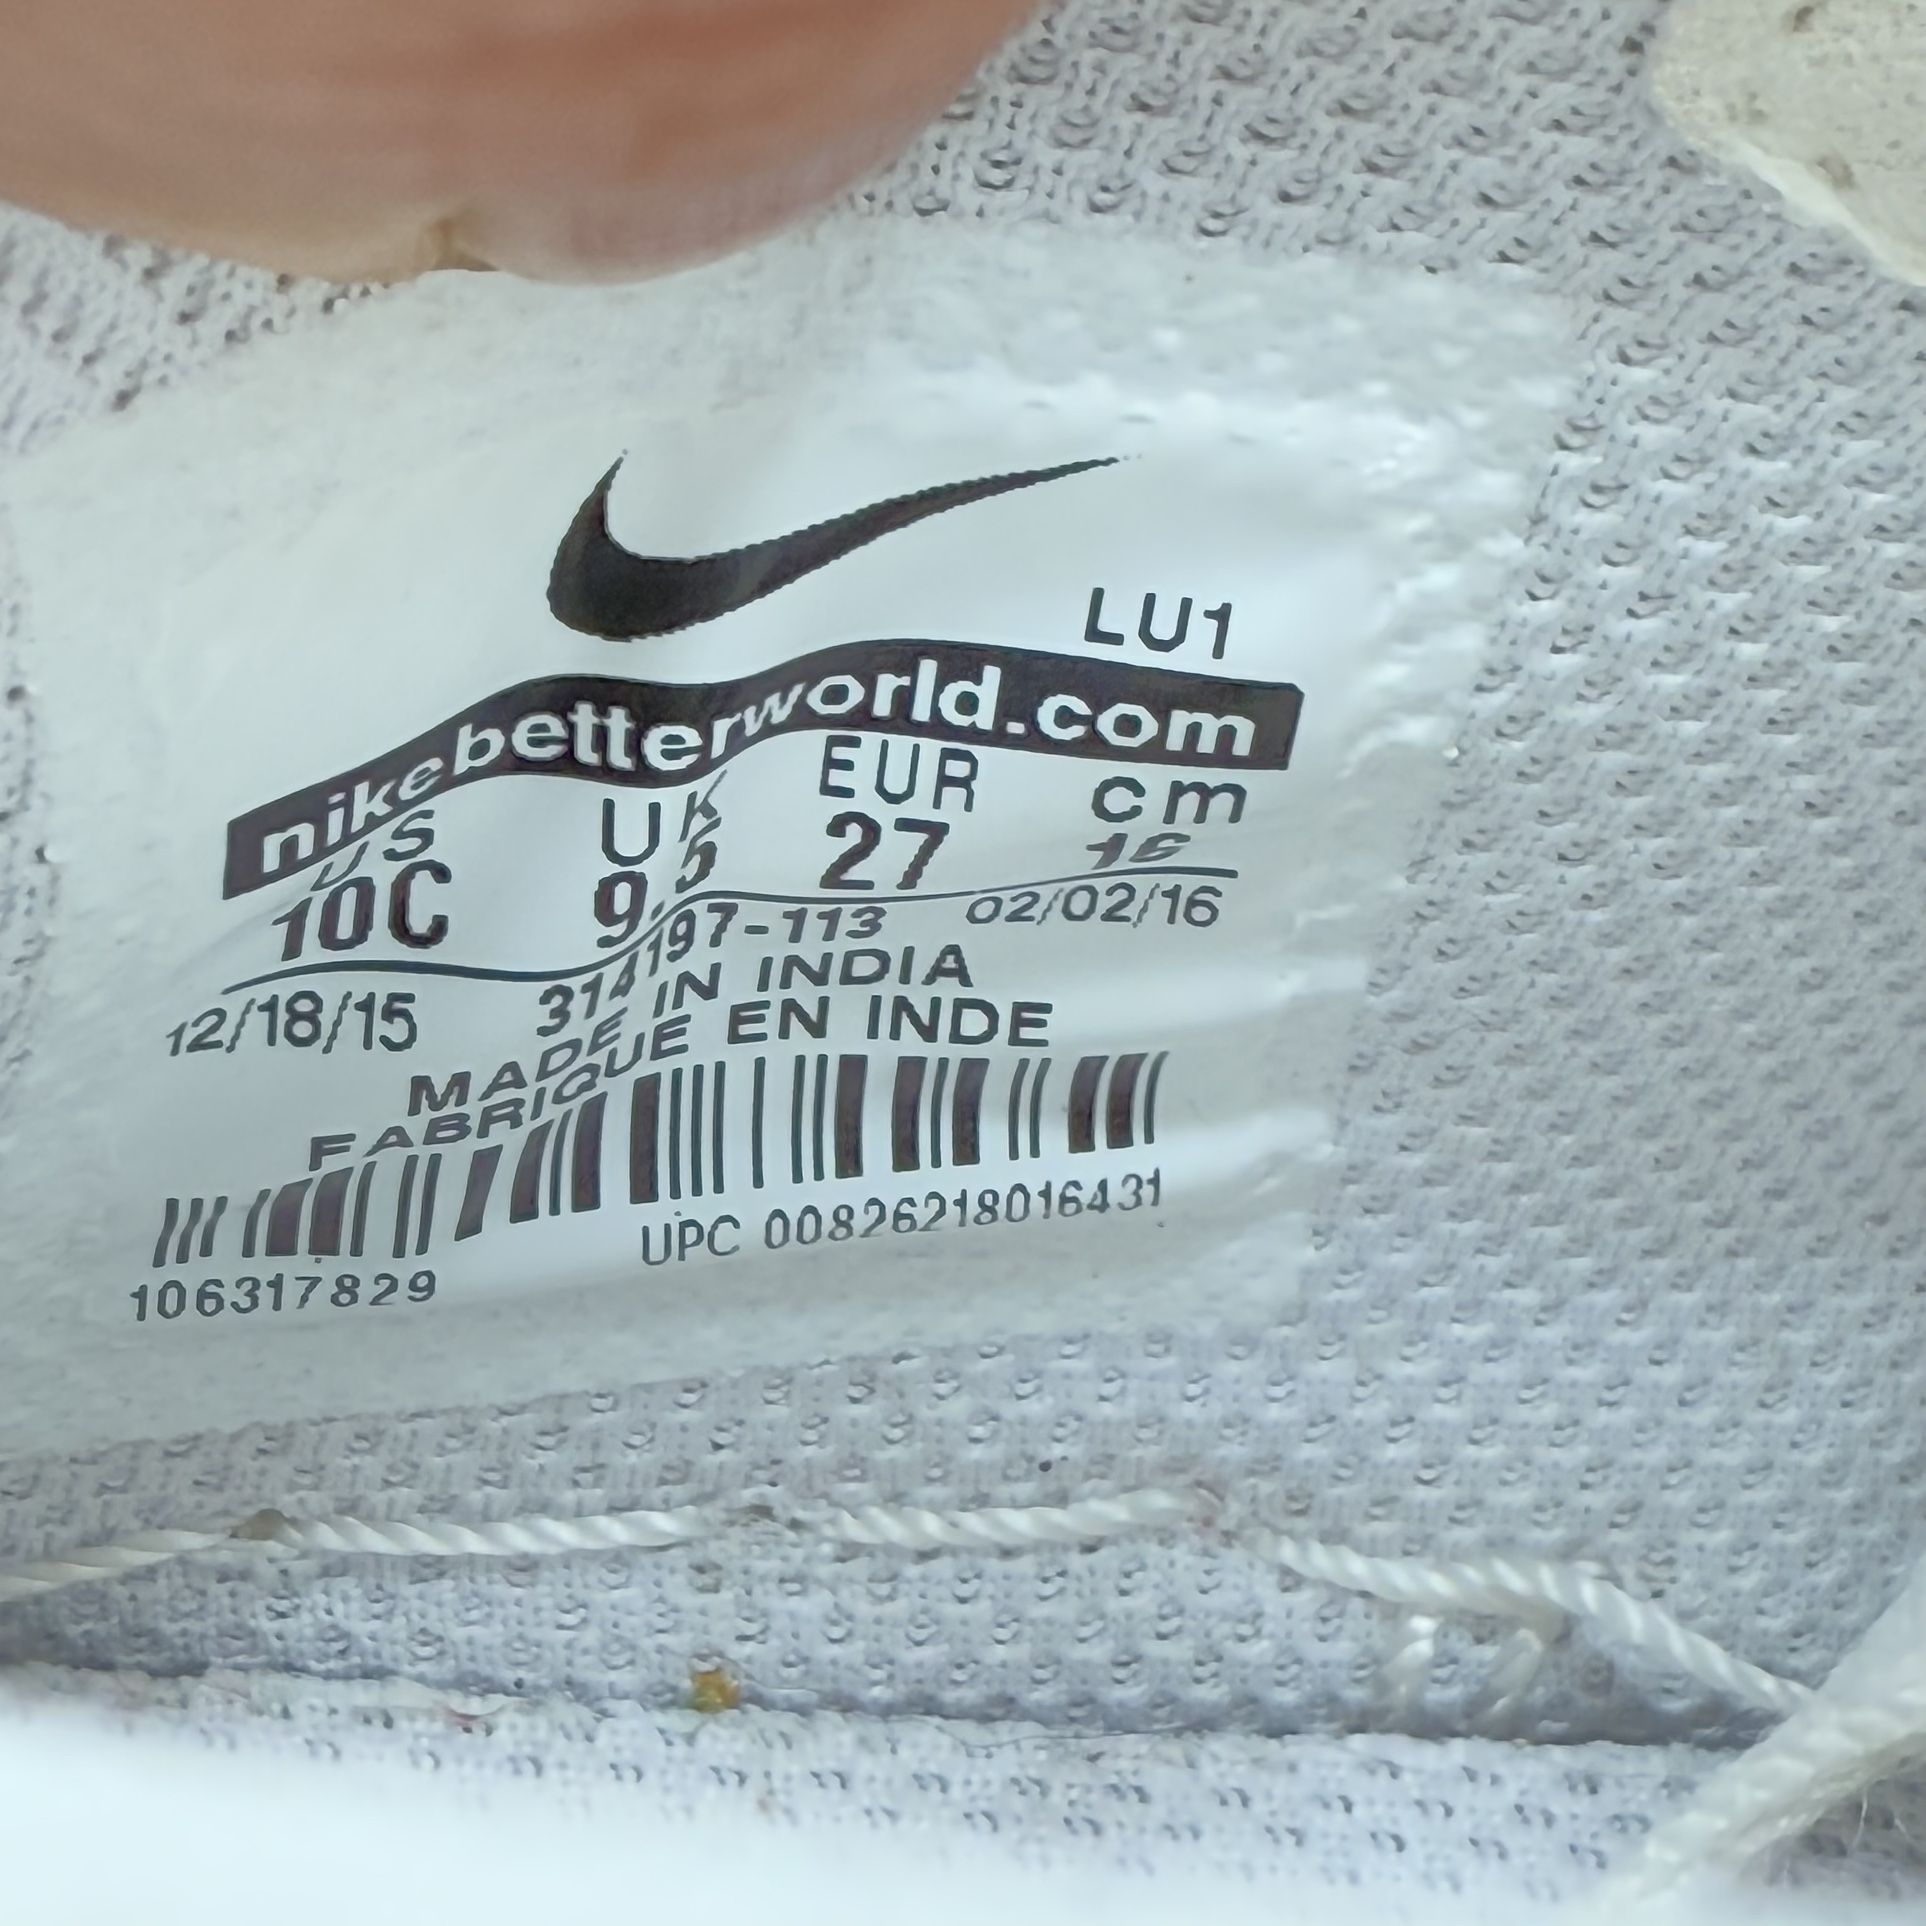 LU1
nikebetterworld.com
US UK EUR cm
10C 9.5 27 16
12/18/15 314197-113 02/02/16
MADE IN INDIA
FABRIQUE EN INDE
106317829 UPC 00826218016431